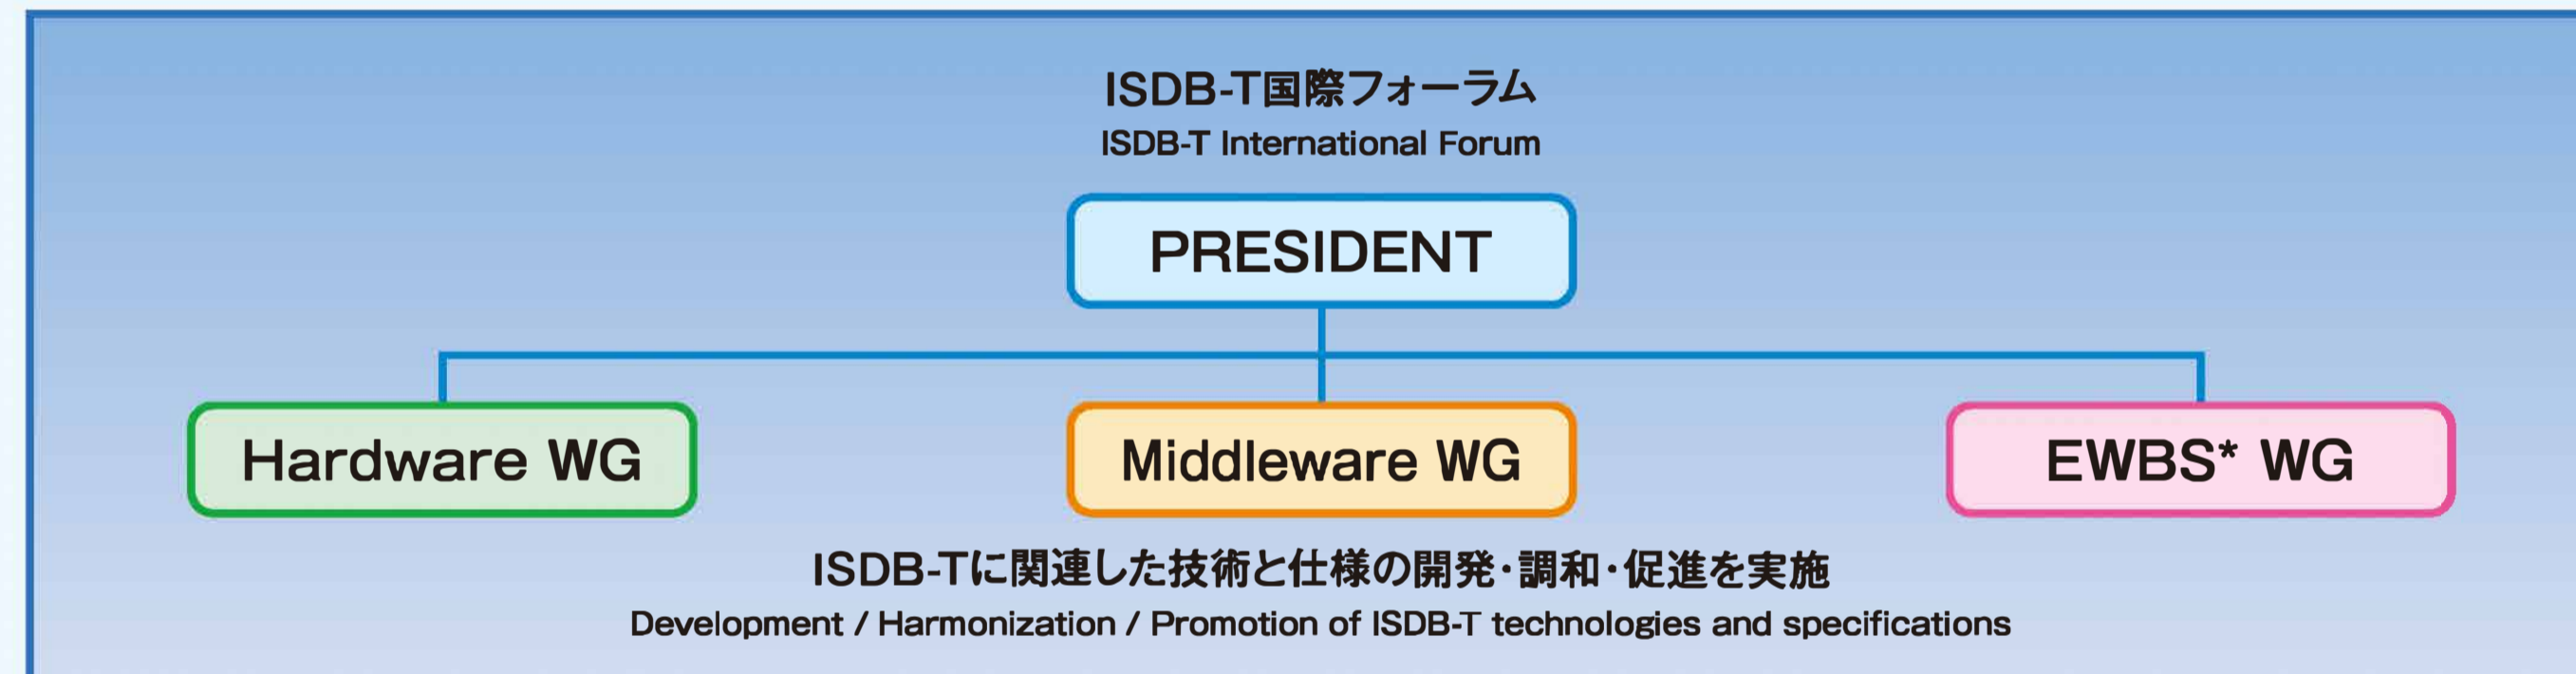 ISDB-T国際フォーラム
ISDB-T International Forum
PRESIDENT
Hardware WG
Middleware WG
EWBS* WG
ISDB-Tに関連した技術と仕様の開発・調和・促進を実施
Development / Harmonization / Promotion of ISDB-T technologies and specifications